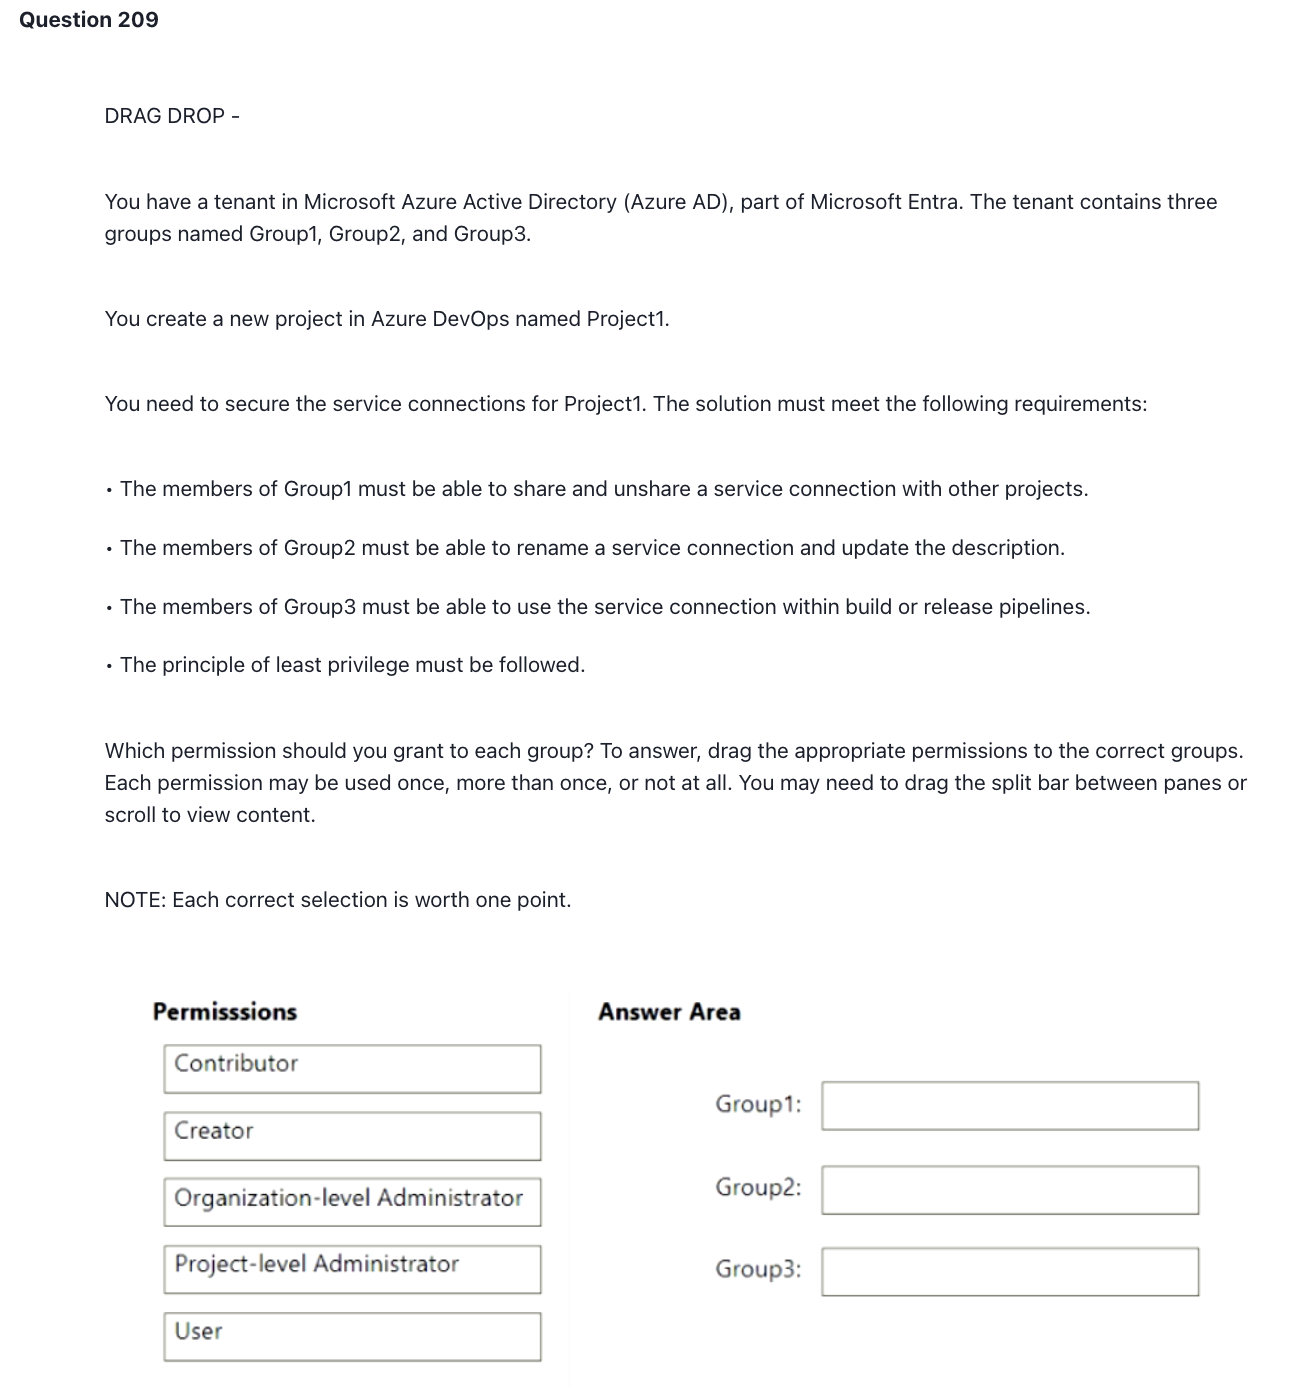 Question 209
DRAG DROP -
You have a tenant in Microsoft Azure Active Directory (Azure AD), part of Microsoft Entra. The tenant contains three
groups named Group1, Group2, and Group3.
You create a new project in Azure DevOps named Project1.
You need to secure the service connections for Project1. The solution must meet the following requirements:
• The members of Group1 must be able to share and unshare a service connection with other projects.
• The members of Group2 must be able to rename a service connection and update the description.
• The members of Group3 must be able to use the service connection within build or release pipelines.
• The principle of least privilege must be followed.
Which permission should you grant to each group? To answer, drag the appropriate permissions to the correct groups.
Each permission may be used once, more than once, or not at all. You may need to drag the split bar between panes or
scroll to view content.
NOTE: Each correct selection is worth one point.
Permisssions
Contributor
Creator
Organization-level Administrator
Project-level Administrator
User
Answer Area
Group1:
Group2:
Group3: